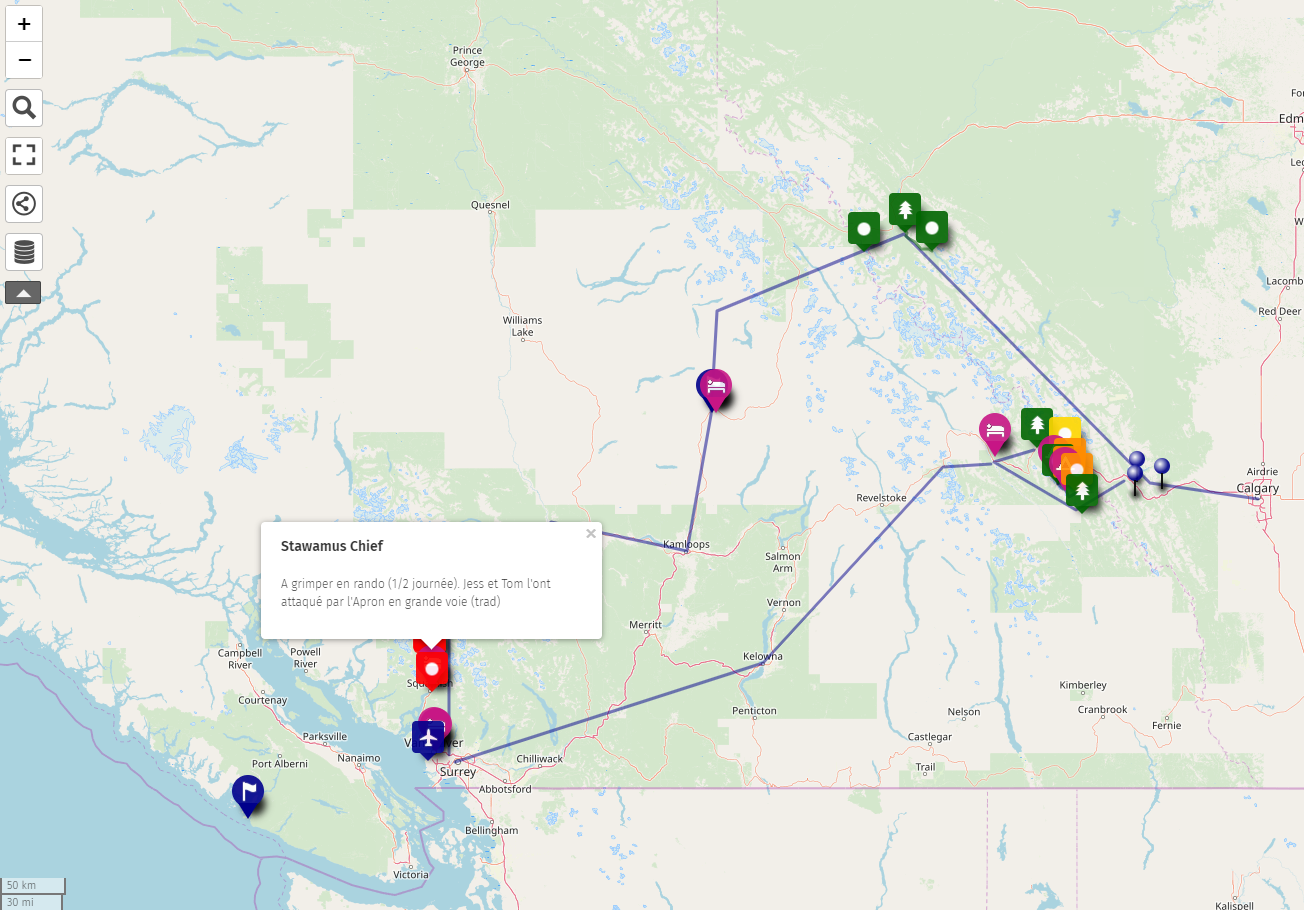 +
−
Prince
George
For
Edm
Lec
Quesnel
W
Lacomb
Red Deer
Williams
Lake
Airdrie
Calgary
Revelstoke
Kamloops
Salmon
Arm
Stawamus Chief
×
A grimper en rando (1/2 journée). Jess et Tom l'ont
attaqué par l'Apron en grande voie (trad)
Vernon
Merritt
Campbell
River
Powell
River
Kelowna
Kimberley
Courtenay
Penticton
Nelson
Cranbrook
Fernie
Parksville
Castlegar
Nanaimo
Port Alberni
Chilliwack
Surrey
Trail
Abbotsford
Bellingham
Victoria
50 km
30 mi
Kalispell